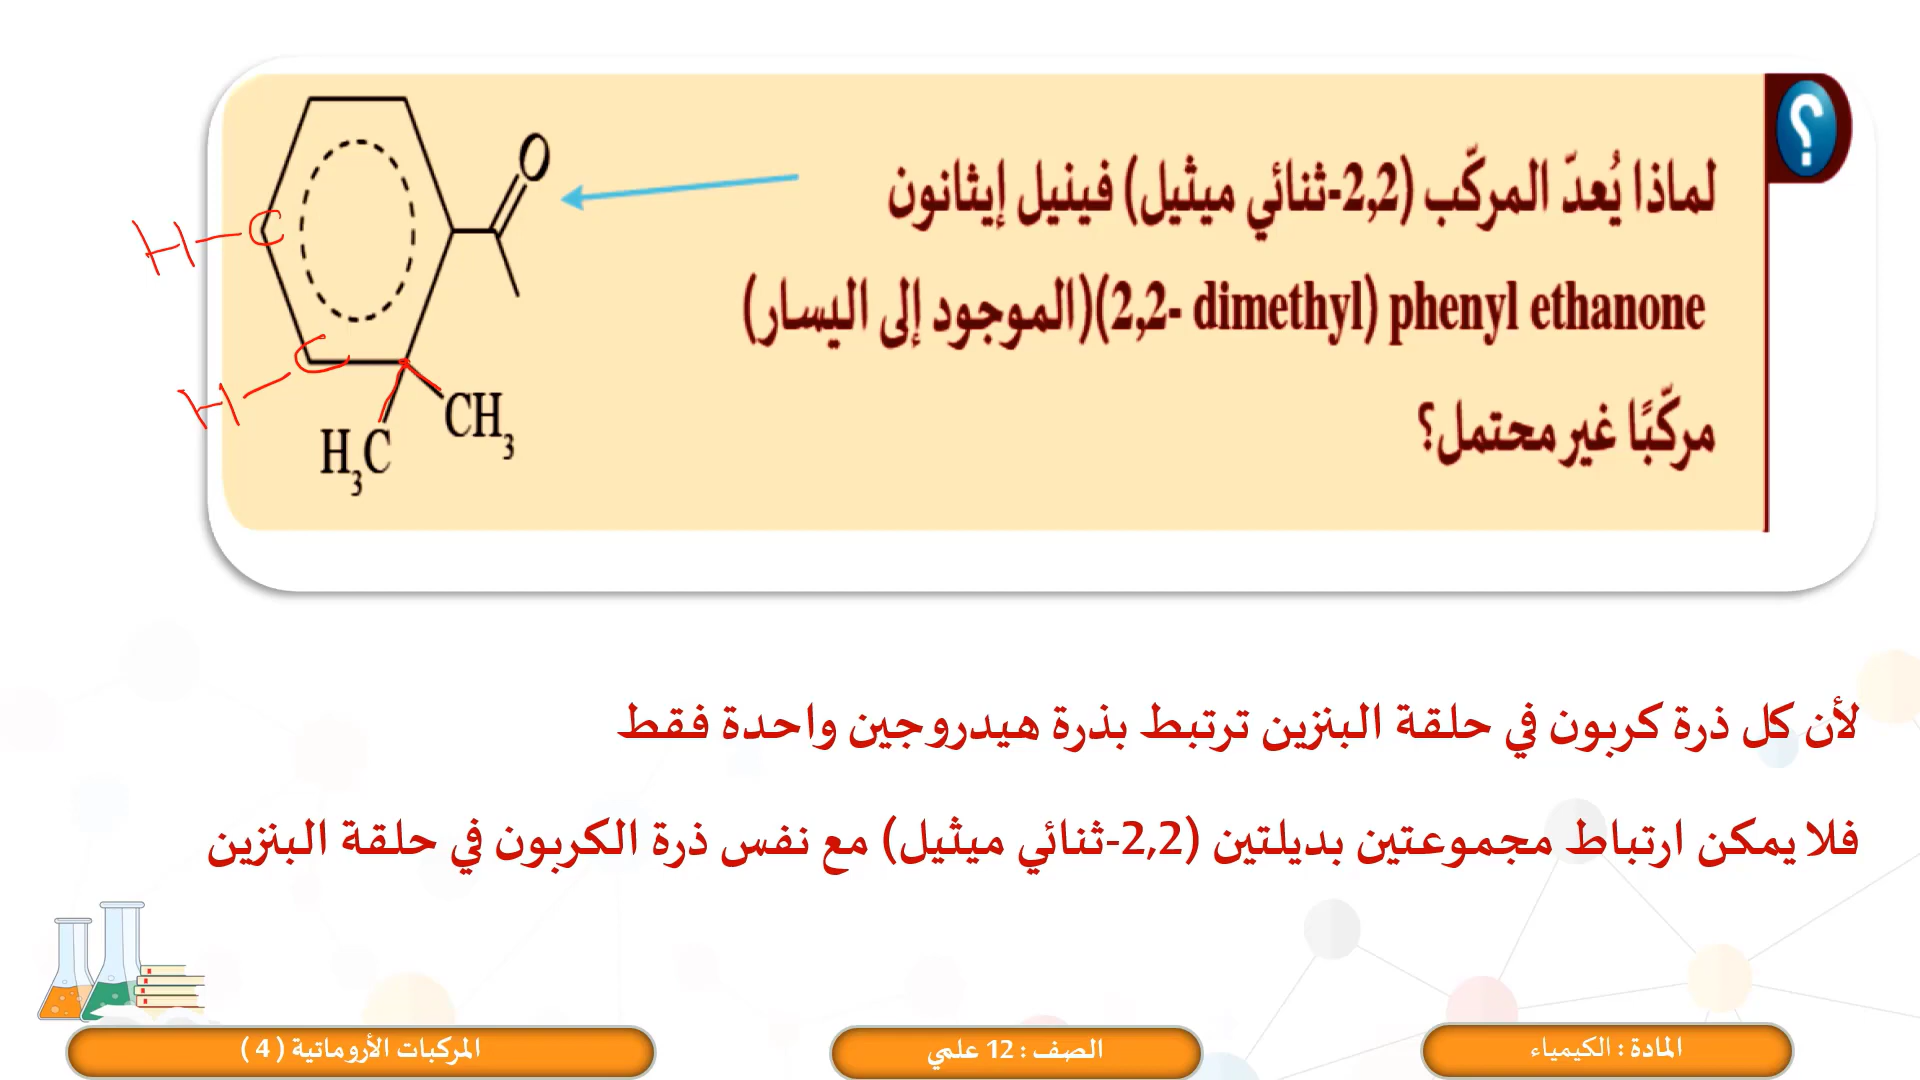 لماذا يُعدّ المركّب (2,2-ثنائي ميثيل) فينيل إيثانون
(2,2- dimethyl) phenyl ethanone(الموجود إلى اليسار)
مركّبًا غير محتمل؟
؟
O
CH3
H3C
H-C
H-C
لأن كل ذرة كربون في حلقة البنزين ترتبط بذرة هيدروجين واحدة فقط
فلا يمكن ارتباط مجموعتين بديلتين (2,2-ثنائي ميثيل) مع نفس ذرة الكربون في حلقة البنزين
المادة : الكيمياء
الصف : 12 علمي
المركبات الأروماتية ( 4 )